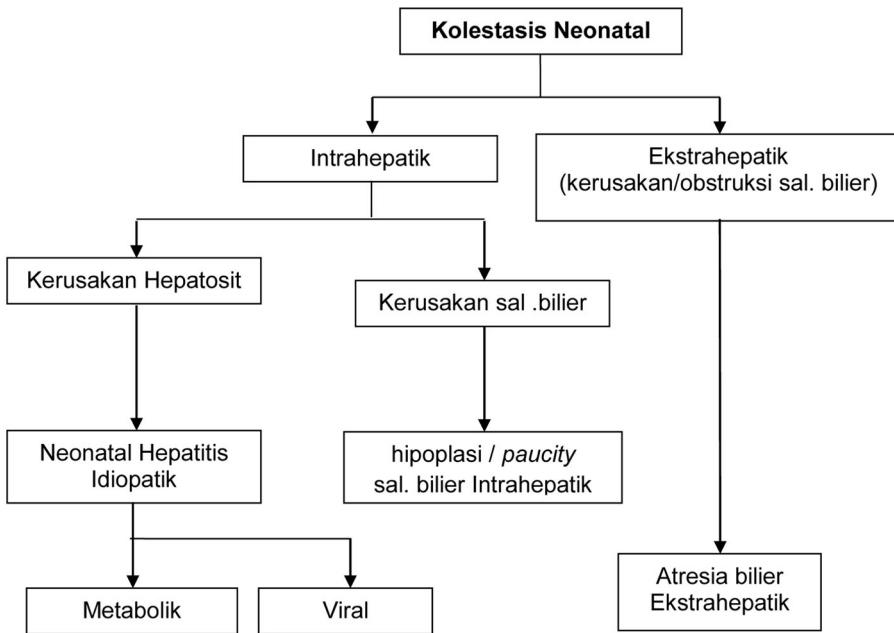 Kolestasis Neonatal
Intrahepatik
Ekstrahepatik
(kerusakan/obstruksi sal. bilier)
Kerusakan Hepatosit
Kerusakan sal .bilier
Neonatal Hepatitis
Idiopatik
hipoplasi / paucity
sal. bilier Intrahepatik
Metabolik
Viral
Atresia bilier
Ekstrahepatik